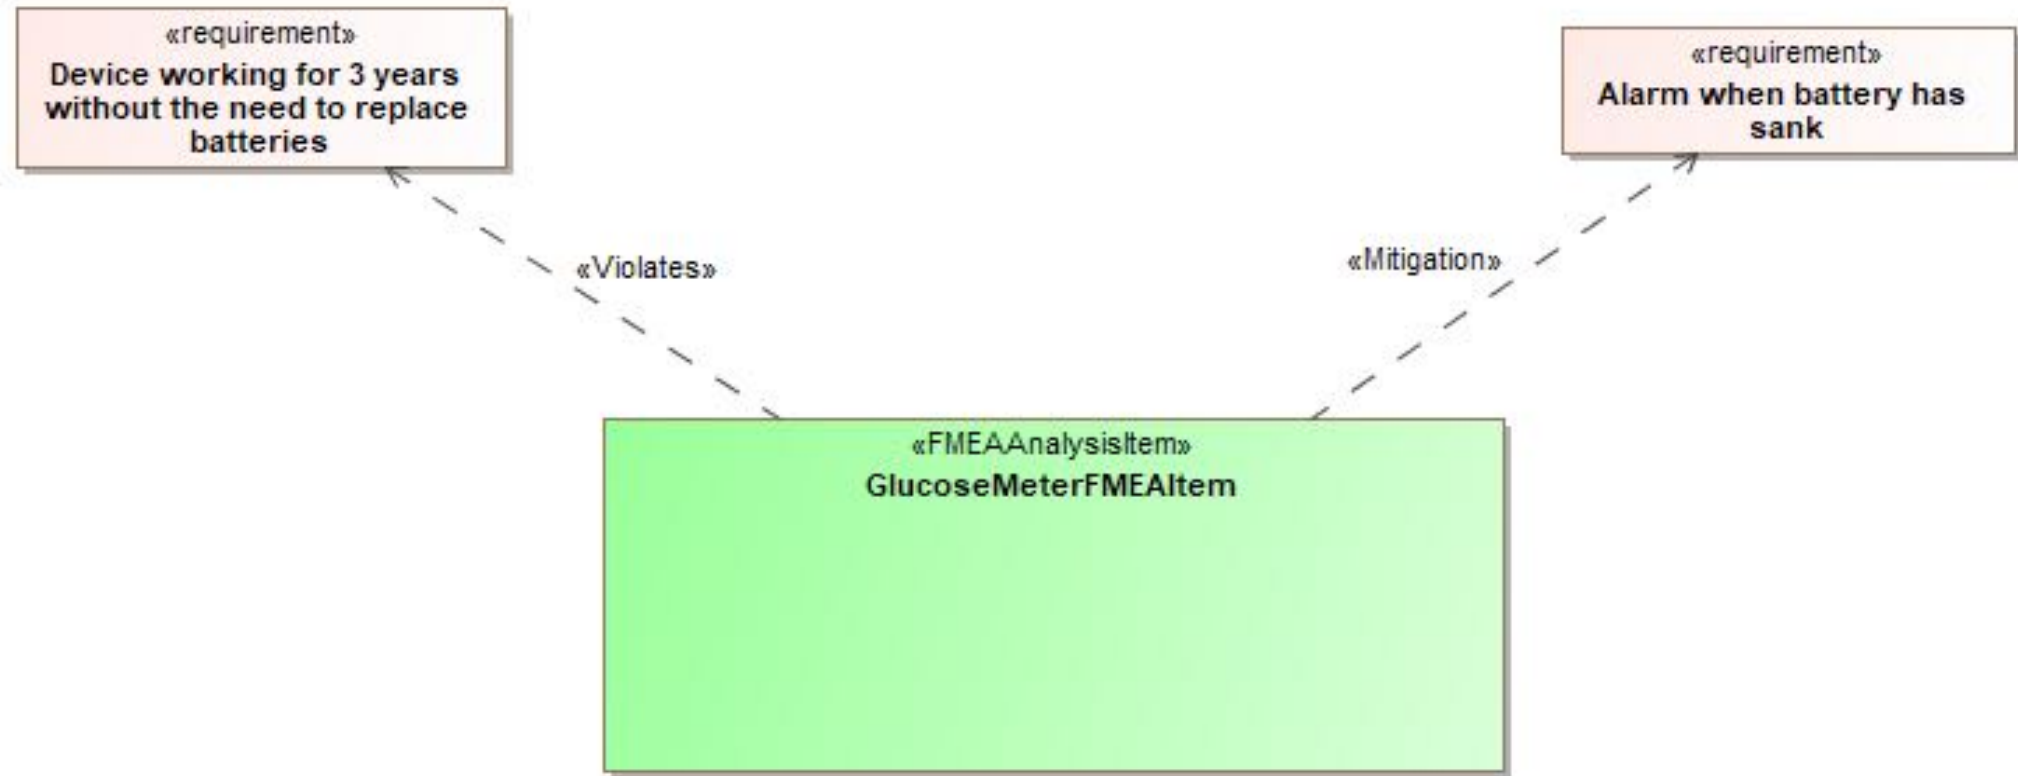 «requirement»
Device working for 3 years
without the need to replace
batteries
«requirement»
Alarm when battery has
sank
«Violates»
«Mitigation»
«FMEAAnalysisItem»
GlucoseMeterFMEAItem